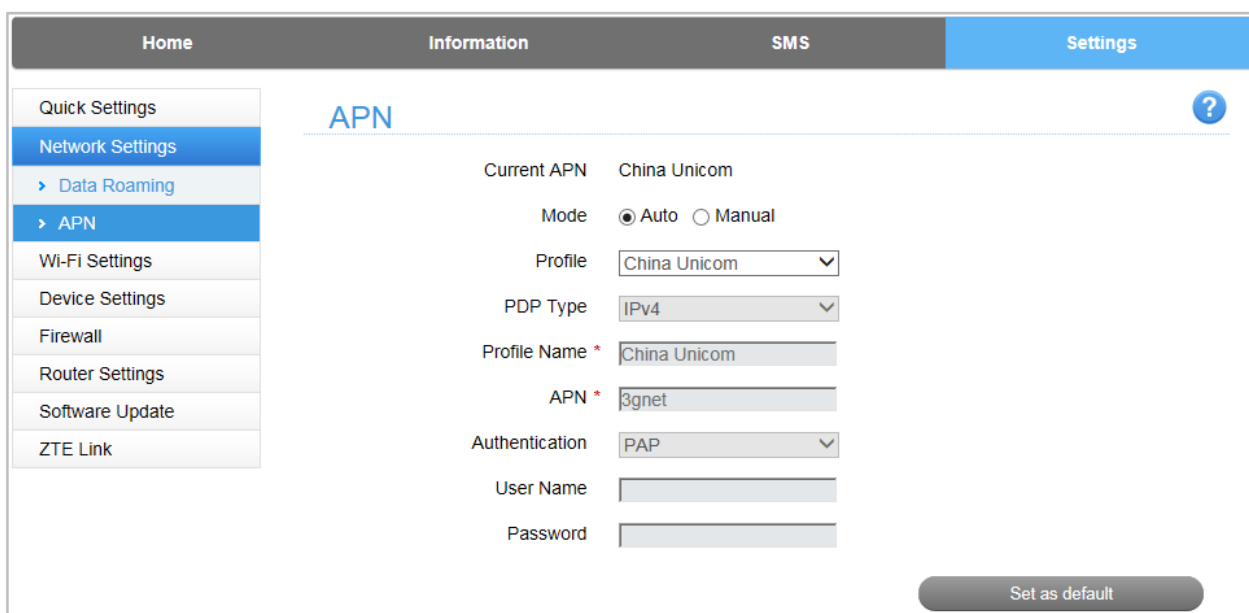 Home Information SMS Settings
Quick Settings
Network Settings
Data Roaming
APN
Wi-Fi Settings
Device Settings
Firewall
Router Settings
Software Update
ZTE Link
APN ?
Current APN China Unicom
Mode Auto Manual
Profile China Unicom
PDP Type IPv4
Profile Name * China Unicom
APN * 3gnet
Authentication PAP
User Name
Password
Set as default